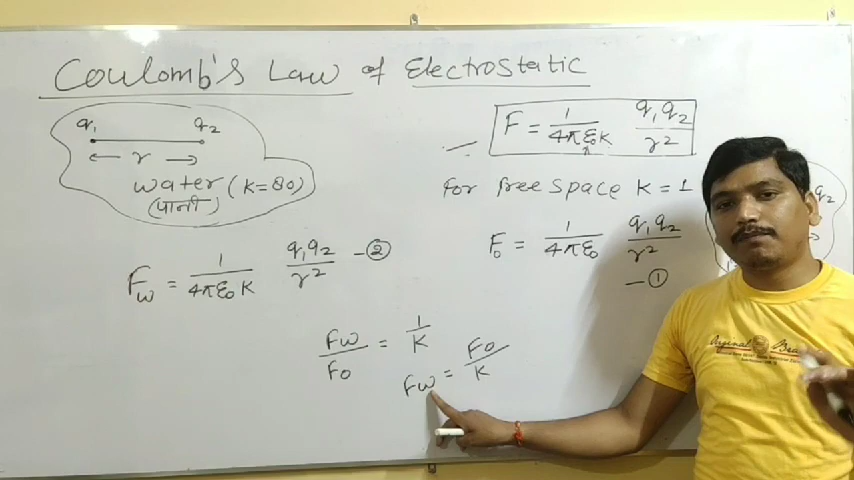 Coulomb's Law of Electrostatic
q1 q2
r
water (k=80)
(पानी)
F = 1/4πε0K q1q2/r²
For free space K = 1
F0 = 1/4πε0 q1q2/r²
—①
q2
Fw = 1/4πε0K q1q2/r² —②
Fw/F0 = 1/K
Fw = F0/K